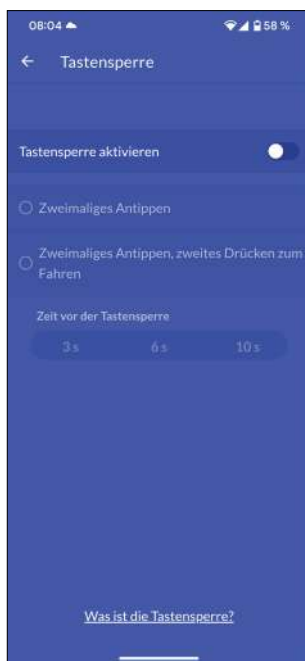 08:04 58 %
Tastensperre
Tastensperre aktivieren
Zweimaliges Antippen
Zweimaliges Antippen, zweites Drücken zum
Fahren
Zeit vor der Tastensperre
3 s 6 s 10 s
Was ist die Tastensperre?